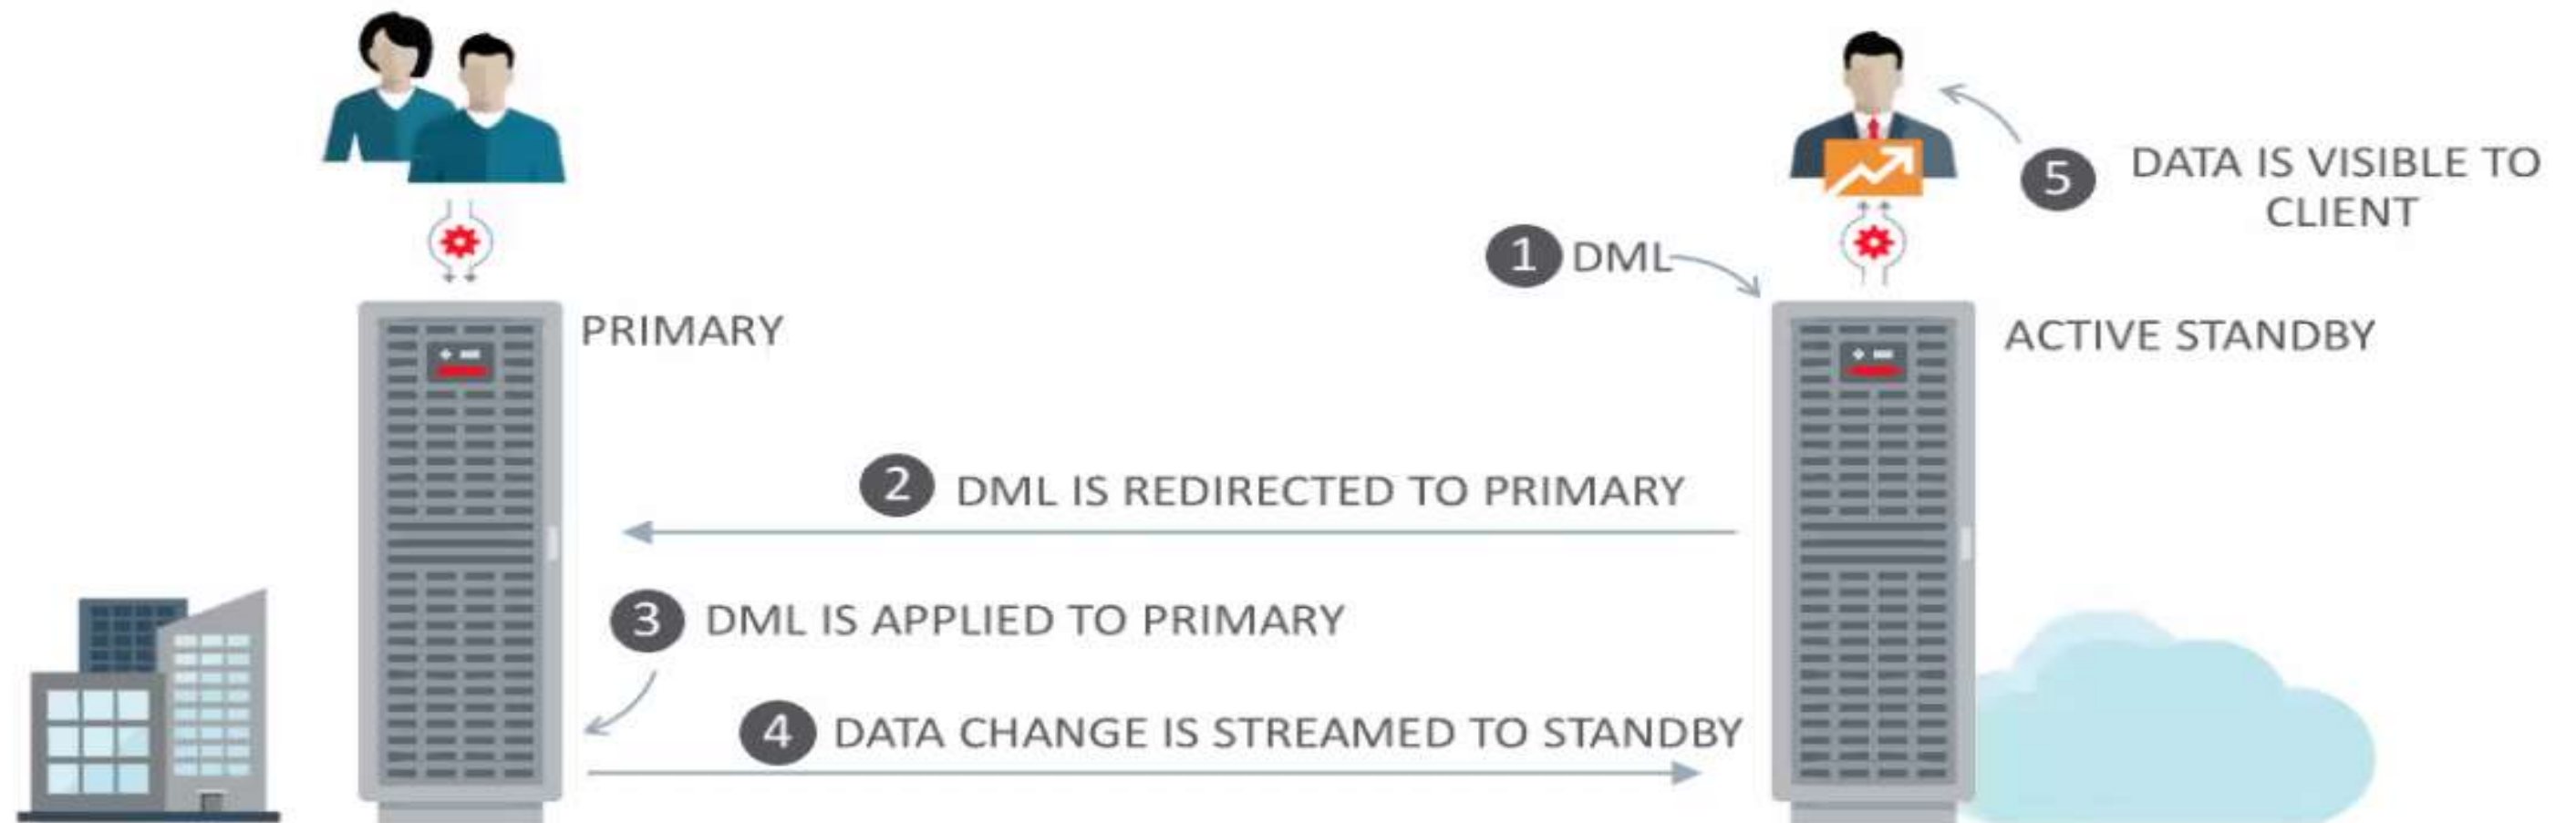 5 DATA IS VISIBLE TO
CLIENT
1 DML
PRIMARY
ACTIVE STANDBY
2 DML IS REDIRECTED TO PRIMARY
3 DML IS APPLIED TO PRIMARY
4 DATA CHANGE IS STREAMED TO STANDBY